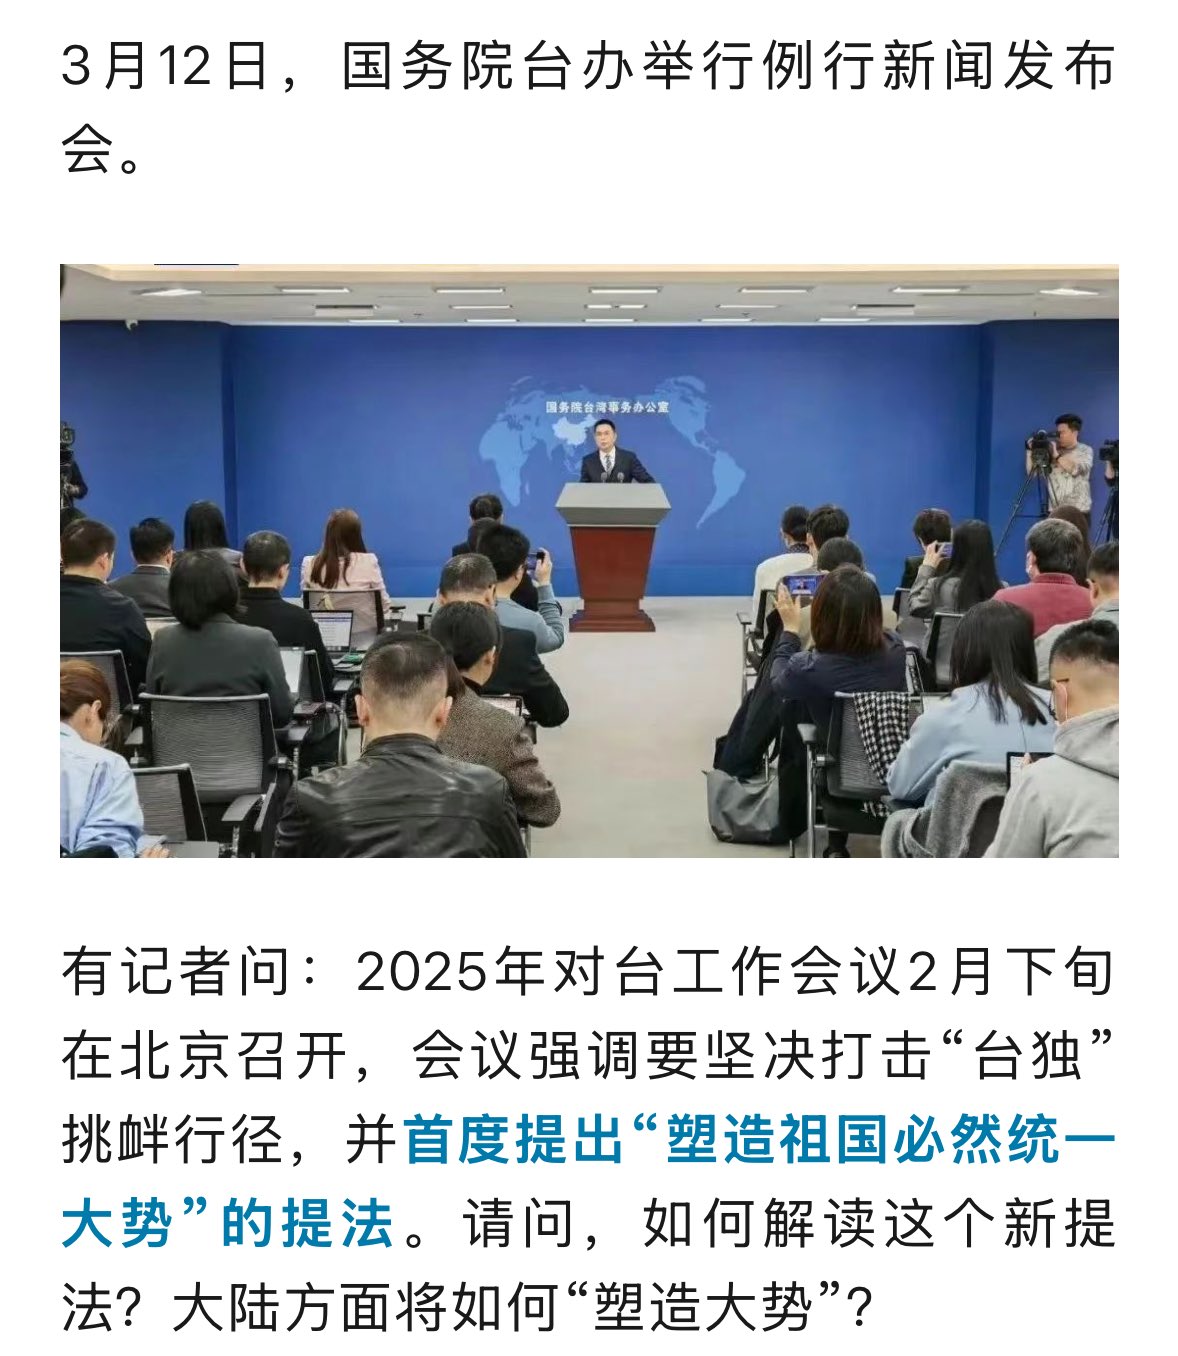 3月12日，国务院台办举行例行新闻发布
会。
国务院台湾事务办公室
有记者问：2025年对台工作会议2月下旬
在北京召开，会议强调要坚决打击“台独”
挑衅行径，并首度提出“塑造祖国必然统一
大势”的提法。请问，如何解读这个新提
法？大陆方面将如何“塑造大势”？